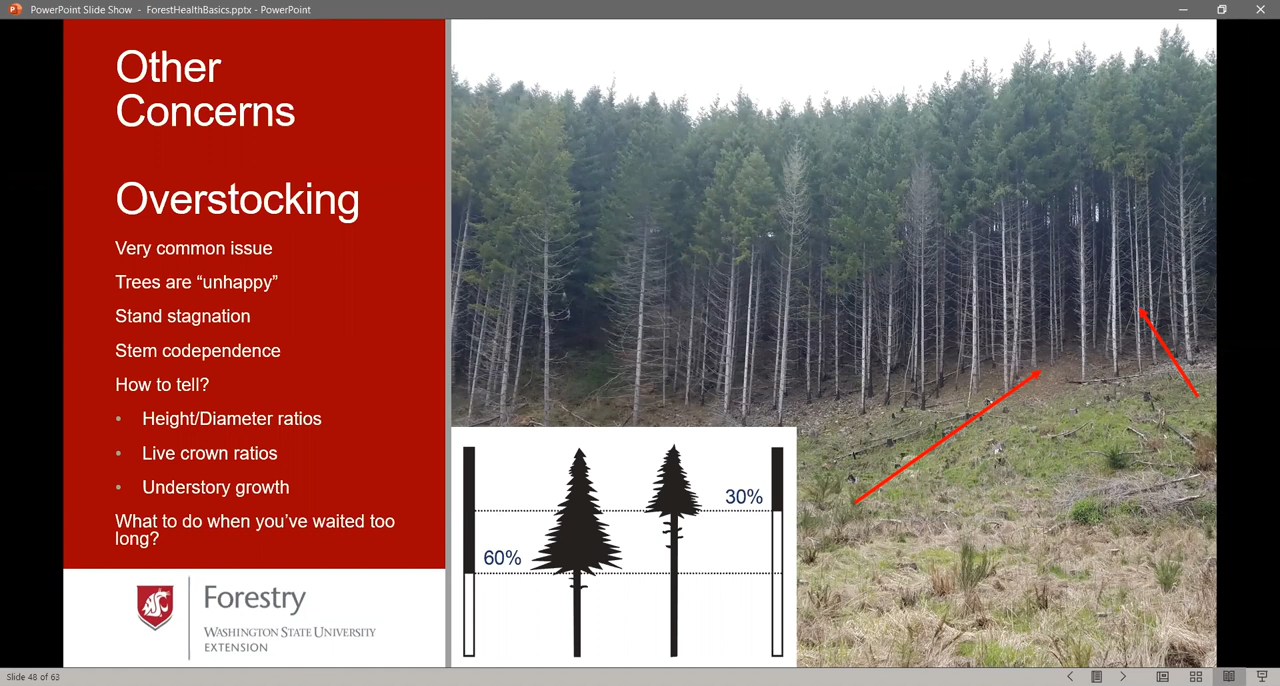 PowerPoint Slide Show - ForestHealthBasics.pptx - PowerPoint
Other
Concerns
Overstocking
Very common issue
Trees are “unhappy”
Stand stagnation
Stem codependence
How to tell?
• Height/Diameter ratios
• Live crown ratios
• Understory growth
What to do when you’ve waited too
long?
Forestry
WASHINGTON STATE UNIVERSITY
EXTENSION
30%
60%
Slide 48 of 63